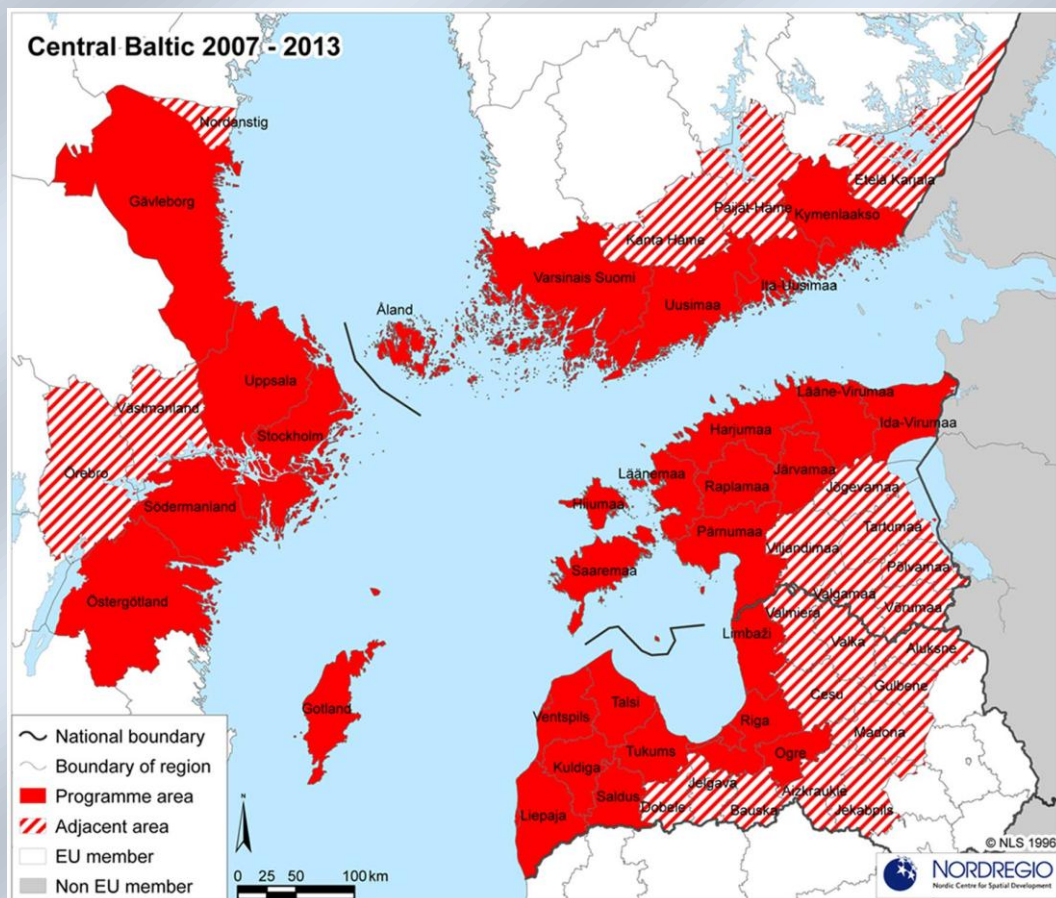 Central Baltic 2007 - 2013
Nordanstig
Gävleborg
Etelä Karjala
Päijät-Häme
Kymenlaakso
Kanta Häme
Varsinais Suomi
Itä-Uusimaa
Uusimaa
Åland
Uppsala
Västmanland
Stockholm
Örebro
Södermanland
Östergötland
Gotland
Lääne-Virumaa
Ida-Virumaa
Harjumaa
Läänemaa
Järvamaa
Raplamaa
Jõgevamaa
Hiiumaa
Pärnumaa
Tartumaa
Viljandimaa
Saaremaa
Põlvamaa
Valgamaa
Võrumaa
Valmiera
Limbaži
Valka
Aluksne
Cesu
Gulbene
Talsi
Ventspils
Riga
Madona
Tukums
Ogre
Kuldiga
Jelgava
Aizkraukle
Saldus
Dobele
Bauska
Jekabpils
Liepaja
National boundary
Boundary of region
Programme area
Adjacent area
EU member
Non EU member
N
0 25 50 100 km
© NLS 1996
NORDREGIO
Nordic Centre for Spatial Development